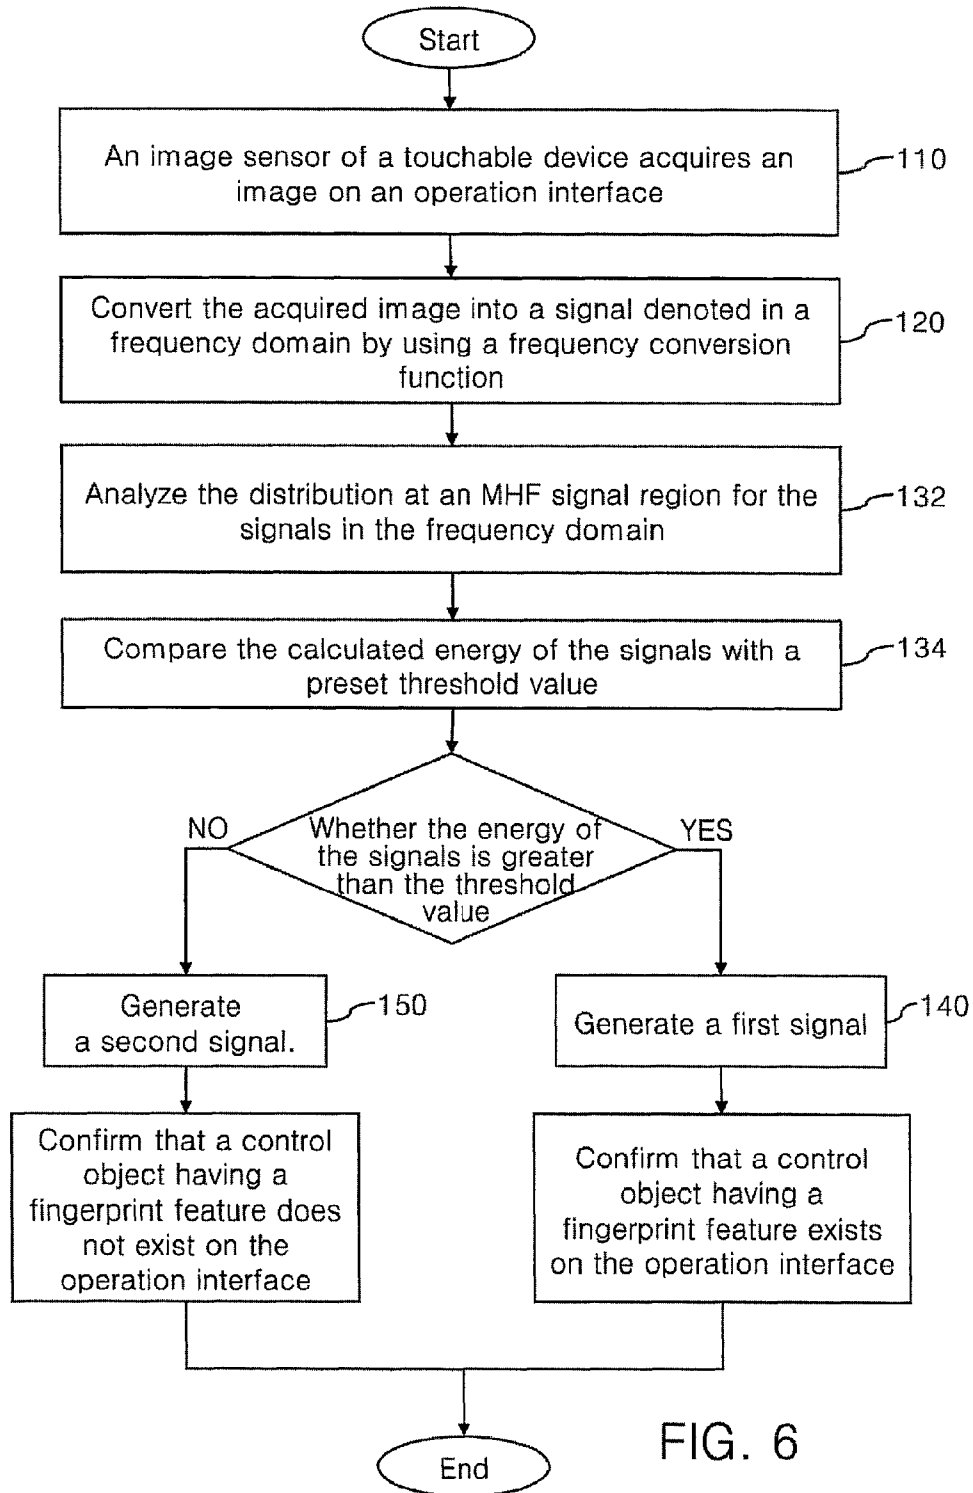 Start
An image sensor of a touchable device acquires an
image on an operation interface
110
Convert the acquired image into a signal denoted in a
frequency domain by using a frequency conversion
function
120
Analyze the distribution at an MHF signal region for the
signals in the frequency domain
132
Compare the calculated energy of the signals with a
preset threshold value
134
Whether the energy of
the signals is greater
than the threshold
value
NO
YES
Generate
a second signal.
150
Generate a first signal
140
Confirm that a control
object having a
fingerprint feature does
not exist on the
operation interface
Confirm that a control
object having a
fingerprint feature exists
on the operation interface
End
FIG. 6